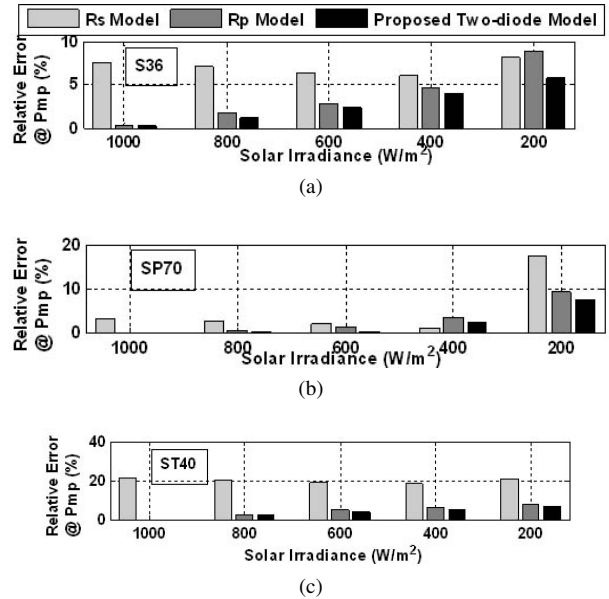 Rs Model Rp Model Proposed Two-diode Model
Relative Error
@ Pmp (%)
10
5
0
S36
1000 800 600 400 200
Solar Irradiance (W/m²)
(a)
Relative Error
@ Pmp (%)
20
10
0
SP70
1000 800 600 400 200
Solar Irradiance (W/m²)
(b)
Relative Error
@ Pmp (%)
40
20
0
ST40
1000 800 600 400 200
Solar Irradiance (W/m²)
(c)